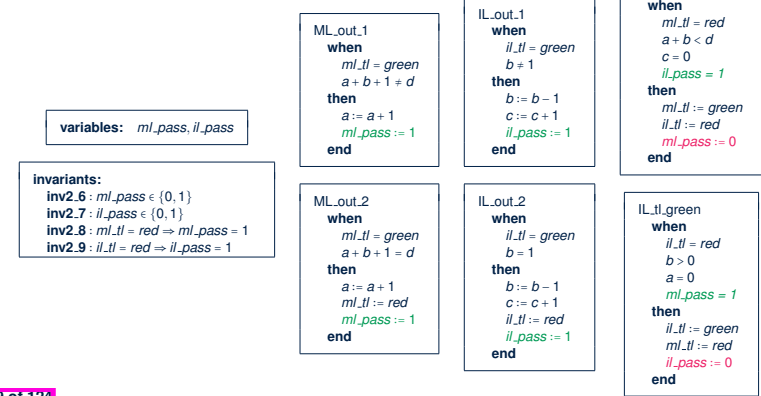 variables: ml_pass, il_pass
invariants:
inv2_6 : ml_pass ∈ {0, 1}
inv2_7 : il_pass ∈ {0, 1}
inv2_8 : ml_tl = red ⇒ ml_pass = 1
inv2_9 : il_tl = red ⇒ il_pass = 1
ML_out_1
when
ml_tl = green
a + b + 1 ≠ d
then
a := a + 1
ml_pass := 1
end
ML_out_2
when
ml_tl = green
a + b + 1 = d
then
a := a + 1
ml_tl := red
ml_pass := 1
end
IL_out_1
when
il_tl = green
b ≠ 1
then
b := b − 1
c := c + 1
il_pass := 1
end
IL_out_2
when
il_tl = green
b = 1
then
b := b − 1
c := c + 1
il_tl := red
il_pass := 1
end
when
ml_tl = red
a + b < d
c = 0
il_pass = 1
then
ml_tl := green
il_tl := red
ml_pass := 0
end
IL_tl_green
when
il_tl = red
b > 0
a = 0
ml_pass = 1
then
il_tl := green
ml_tl := red
il_pass := 0
end
of 124